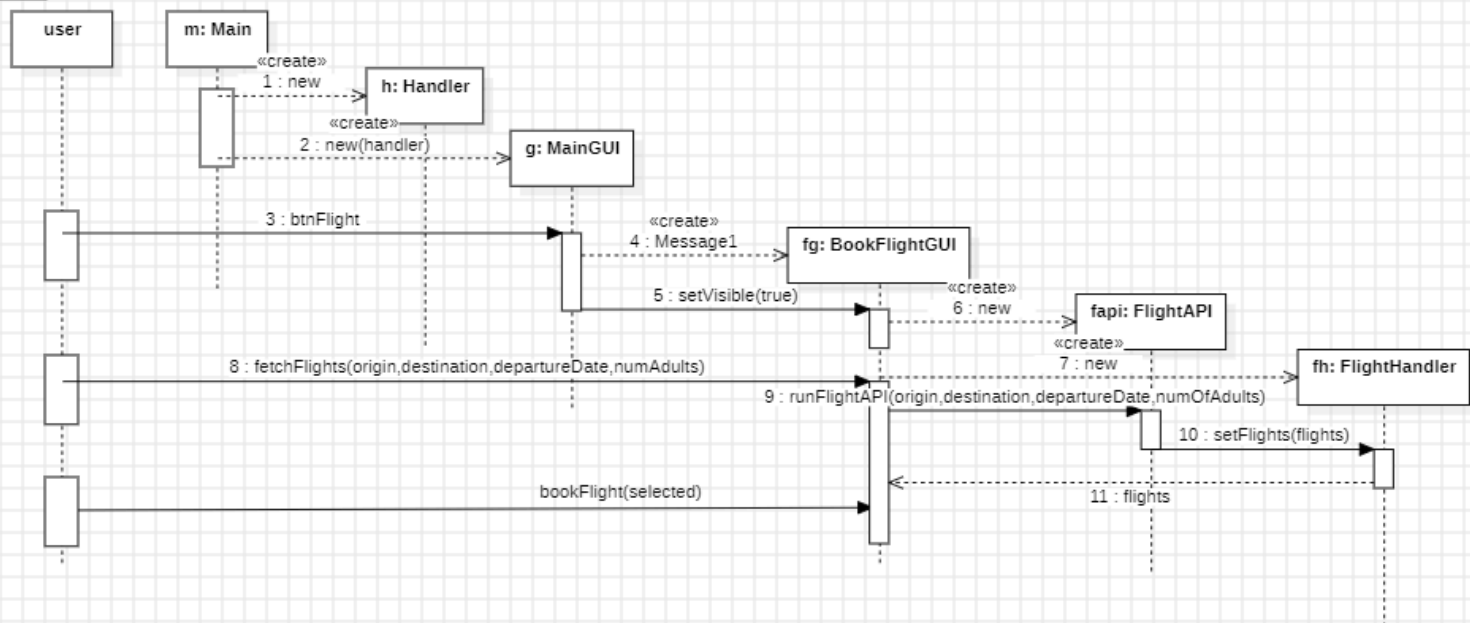 user
m: Main
«create»
1 : new
h: Handler
«create»
2 : new(handler)
g: MainGUI
3 : btnFlight
«create»
4 : Message1
fg: BookFlightGUI
5 : setVisible(true)
«create»
6 : new
fapi: FlightAPI
«create»
7 : new
fh: FlightHandler
8 : fetchFlights(origin,destination,departureDate,numAdults)
9 : runFlightAPI(origin,destination,departureDate,numOfAdults)
10 : setFlights(flights)
11 : flights
bookFlight(selected)